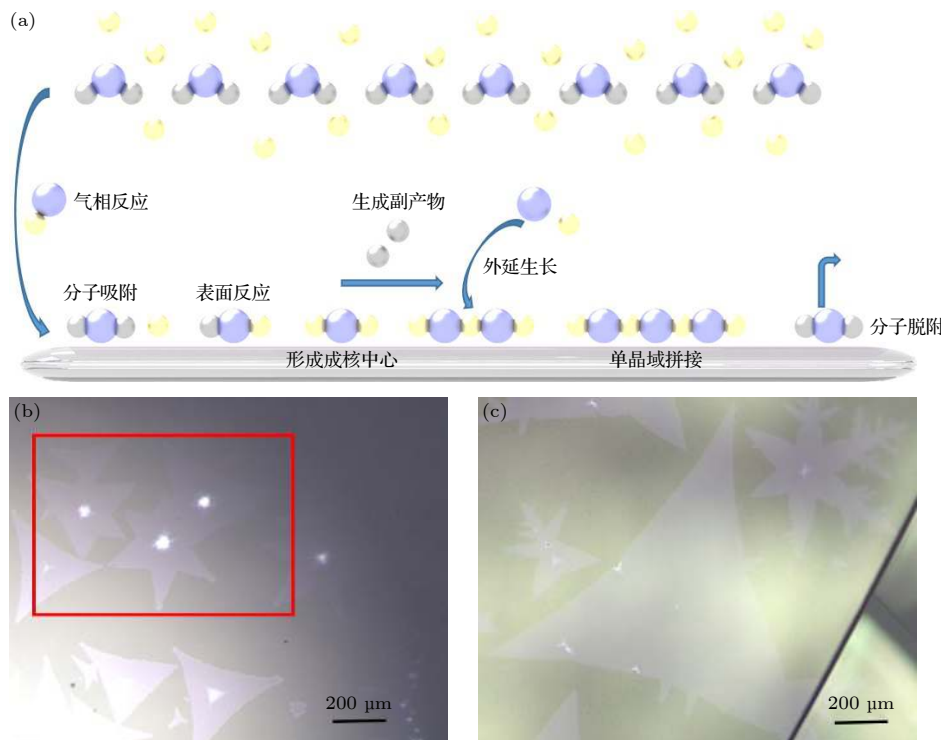 (a)
气相反应
生成副产物
外延生长
分子吸附
表面反应
分子脱附
形成成核中心
单晶域拼接
(b)
(c)
200 µm
200 µm